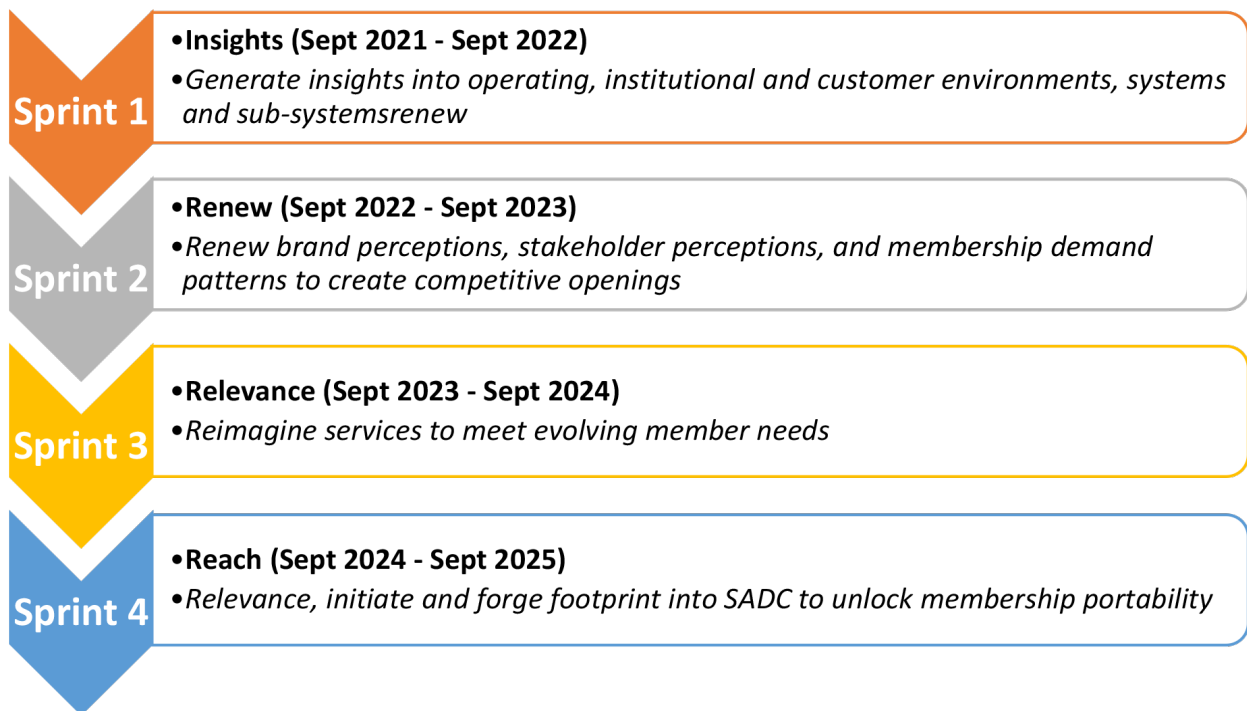 Sprint 1
•Insights (Sept 2021 - Sept 2022)
•Generate insights into operating, institutional and customer environments, systems
and sub-systemsrenew
Sprint 2
•Renew (Sept 2022 - Sept 2023)
•Renew brand perceptions, stakeholder perceptions, and membership demand
patterns to create competitive openings
Sprint 3
•Relevance (Sept 2023 - Sept 2024)
•Reimagine services to meet evolving member needs
Sprint 4
•Reach (Sept 2024 - Sept 2025)
•Relevance, initiate and forge footprint into SADC to unlock membership portability